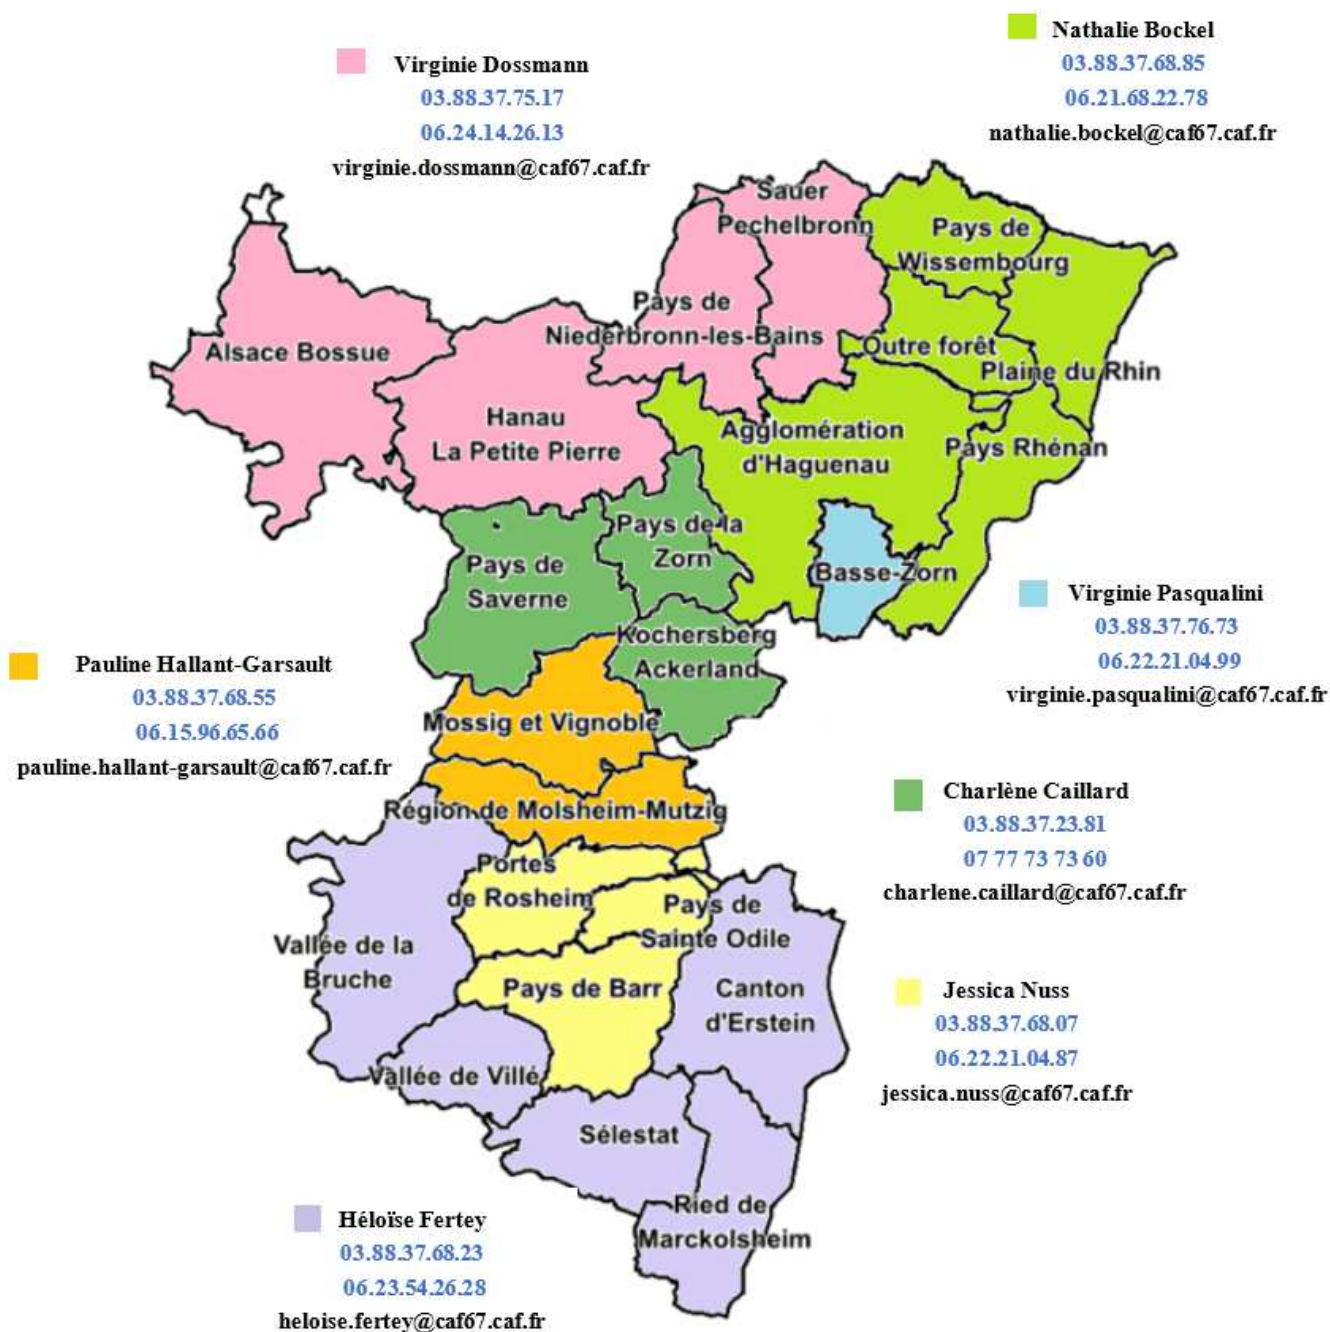 Nathalie Bockel
03.88.37.68.85
06.21.68.22.78
nathalie.bockel@caf67.caf.fr
Virginie Dossmann
03.88.37.75.17
06.24.14.26.13
virginie.dossmann@caf67.caf.fr
Sauer
Pechelbronn
Pays de
Wissembourg
Pays de
Niederbronn-les-Bains
Alsace Bossue
Outre forêt
Plaine du Rhin
Hanau
La Petite Pierre
Agglomération
d'Haguenau
Pays Rhénan
Pays de la
Zorn
Pays de
Saverne
Basse-Zorn
Virginie Pasqualini
03.88.37.76.73
06.22.21.04.99
virginie.pasqualini@caf67.caf.fr
Kochersberg
Ackerland
Pauline Hallant-Garsault
03.88.37.68.55
06.15.96.65.66
pauline.hallant-garsault@caf67.caf.fr
Mossig et Vignoble
Région de Molsheim-Mutzig
Charlène Caillard
03.88.37.23.81
07 77 73 73 60
charlene.caillard@caf67.caf.fr
Portes
de Rosheim
Pays de
Sainte Odile
Vallée de la
Bruche
Pays de Barr
Canton
d'Erstein
Jessica Nuss
03.88.37.68.07
06.22.21.04.87
jessica.nuss@caf67.caf.fr
Vallée de Villé
Sélestat
Ried de
Marckolsheim
Héloïse Fertey
03.88.37.68.23
06.23.54.26.28
heloise.fertey@caf67.caf.fr